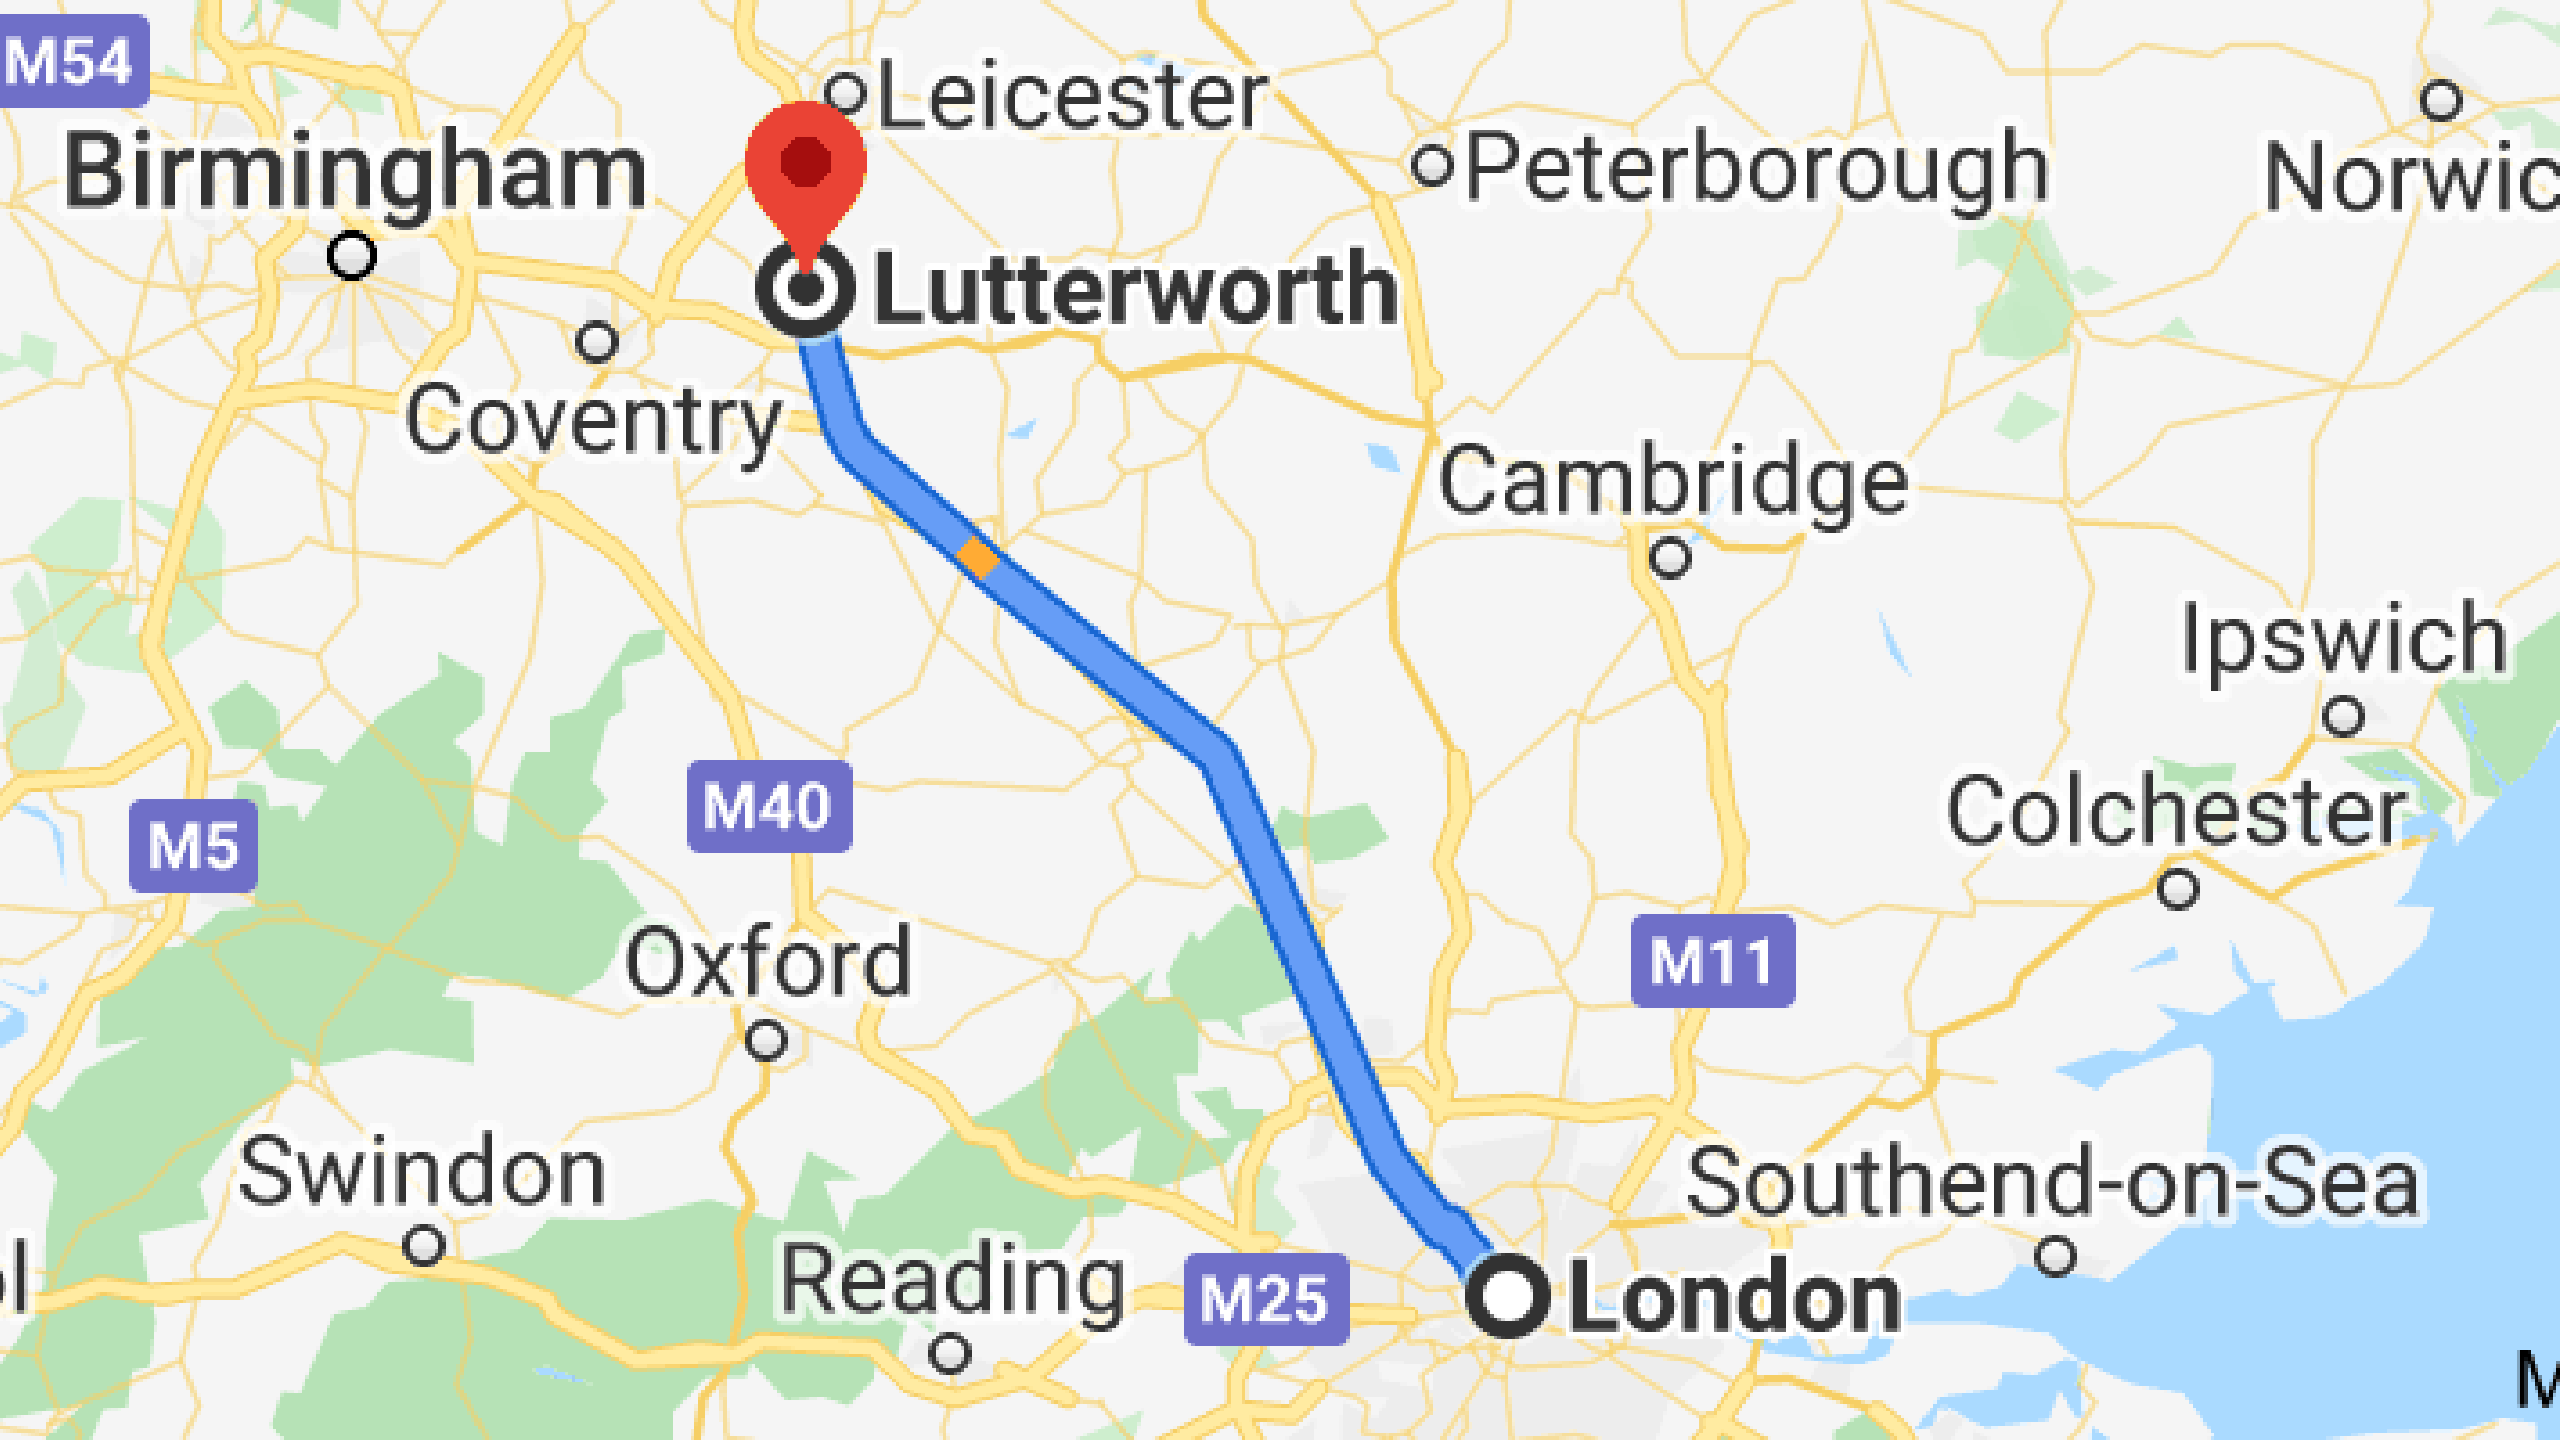 M54
Leicester
Birmingham
Peterborough
Norwic
Lutterworth
Coventry
Cambridge
Ipswich
M40
Colchester
M5
Oxford
M11
Swindon
Southend-on-Sea
Reading
ol
M25
London
M